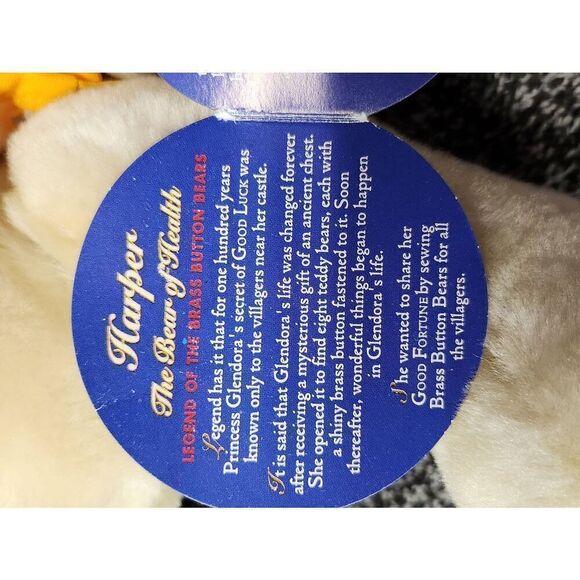 Harper
The Bear of Health
LEGEND OF THE BRASS BUTTON BEARS
Legend has it that for one hundred years
Princess Glendora's secret of GOOD LUCK was
known only to the villagers near her castle.
It is said that Glendora's life was changed forever
after receiving a mysterious gift of an ancient chest.
She opened it to find eight teddy bears, each with
a shiny brass button fastened to it. Soon
thereafter, wonderful things began to happen
in Glendora's life.
She wanted to share her
GOOD FORTUNE by sewing
Brass Button Bears for all
the villagers.